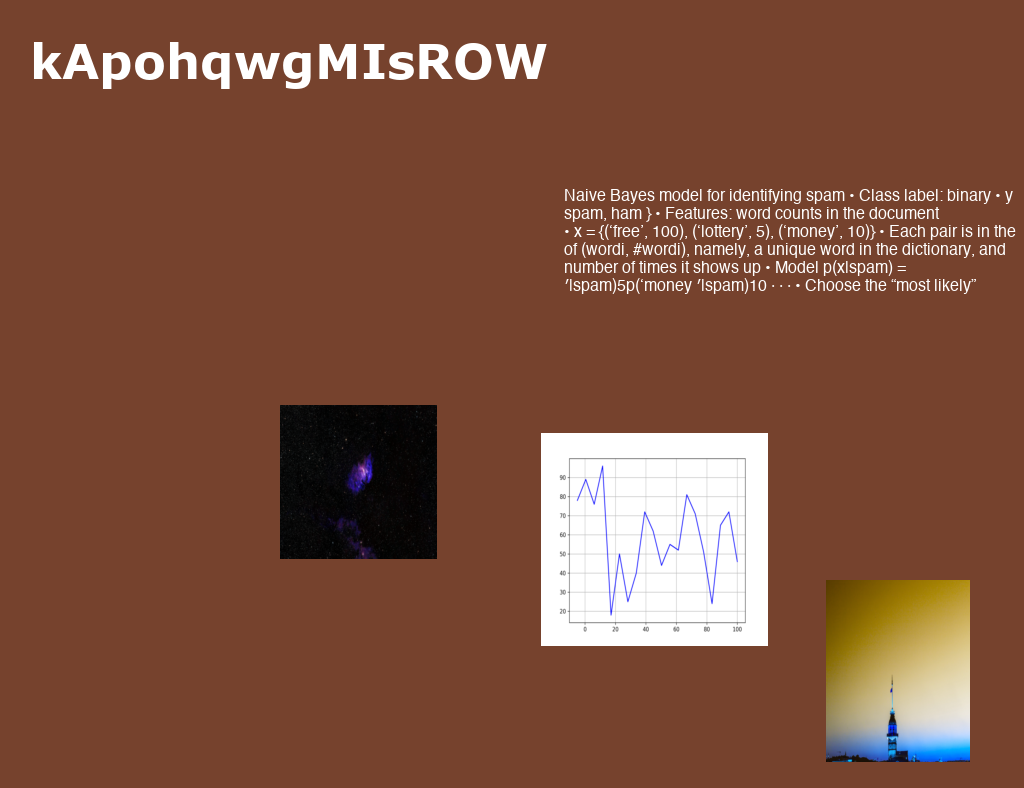 kApohqwgMIsROW
Naive Bayes model for identifying spam • Class label: binary • y
spam, ham } • Features: word counts in the document
• x = {(‘free’, 100), (‘lottery’, 5), (‘money’, 10)} • Each pair is in the
of (wordi, #wordi), namely, a unique word in the dictionary, and
number of times it shows up • Model p(x|spam) =
′|spam)5p(‘money ′|spam)10 · · · • Choose the “most likely”
90
80
70
60
50
40
30
20
0 20 40 60 80 100